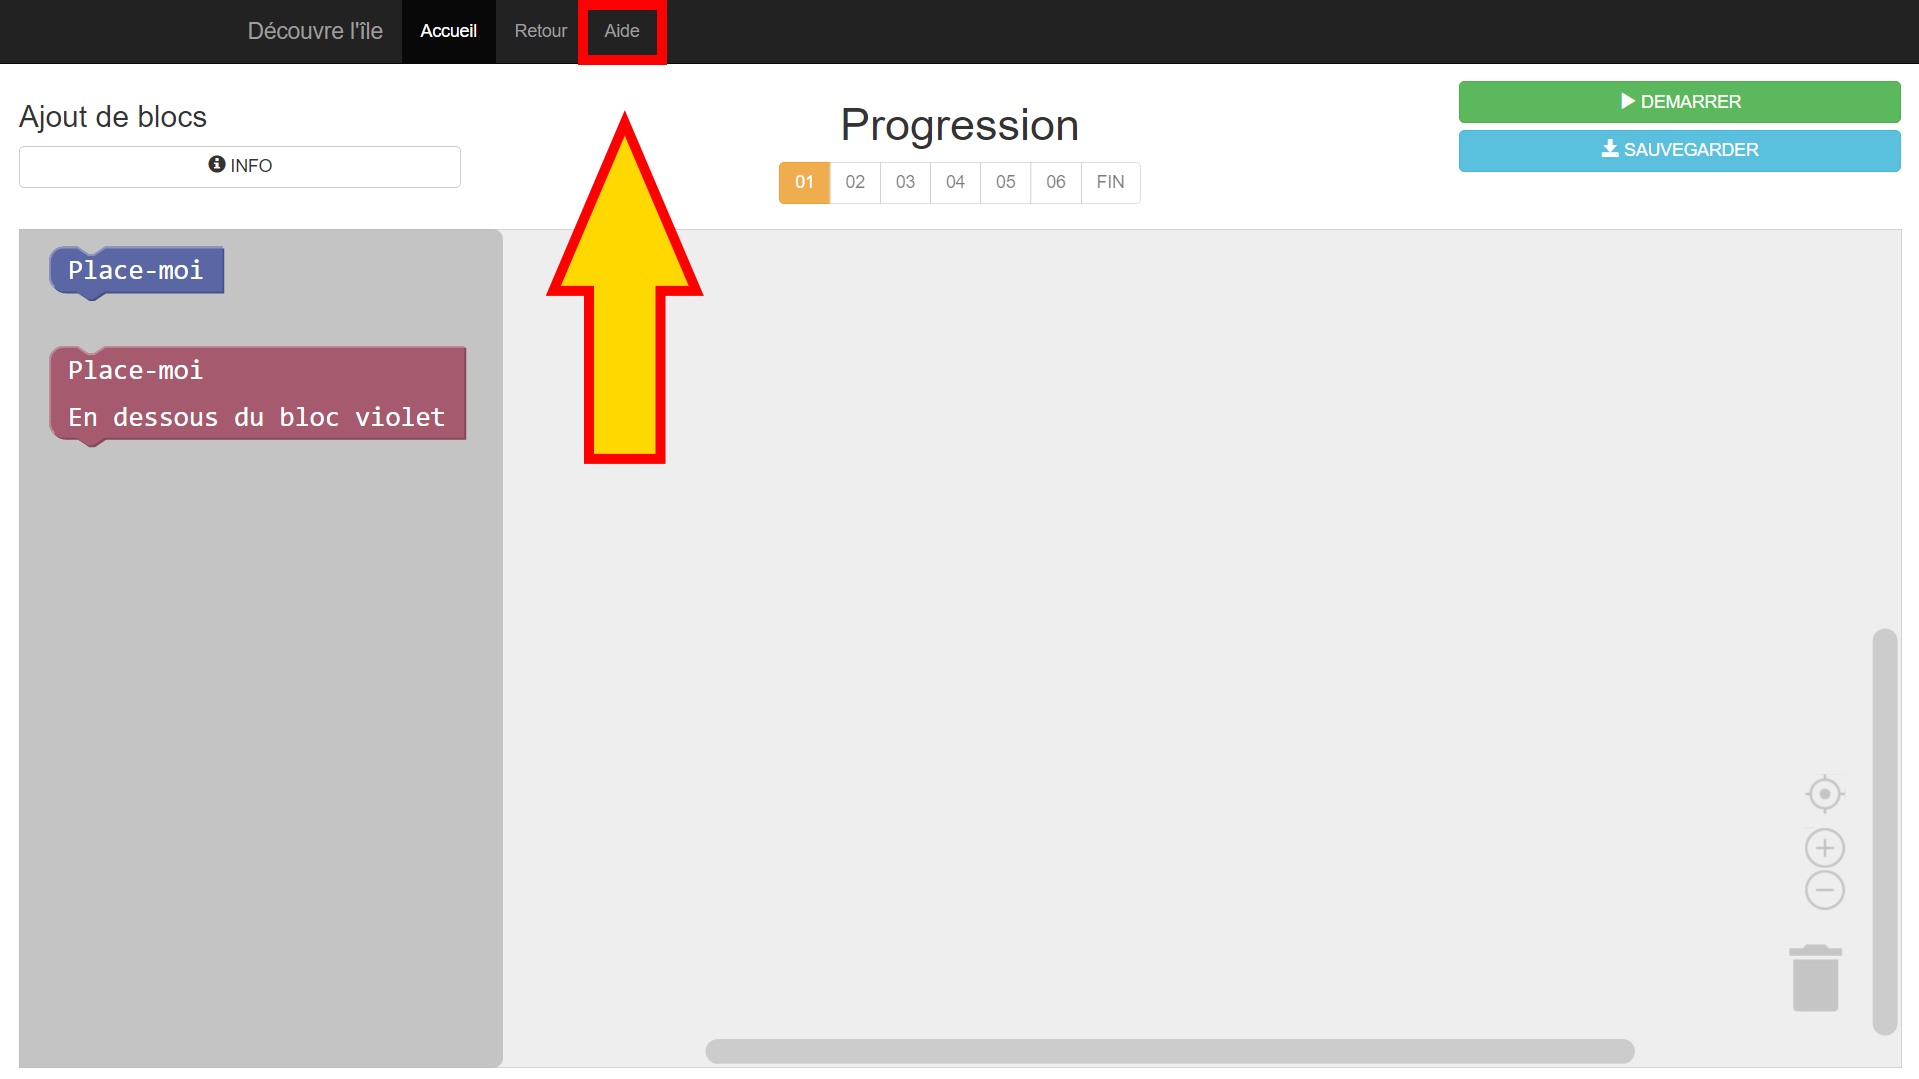 Découvre l'île
Accueil
Retour
Aide
Ajout de blocs
INFO
Progression
01 02 03 04 05 06 FIN
DEMARRER
SAUVEGARDER
Place-moi
Place-moi
En dessous du bloc violet